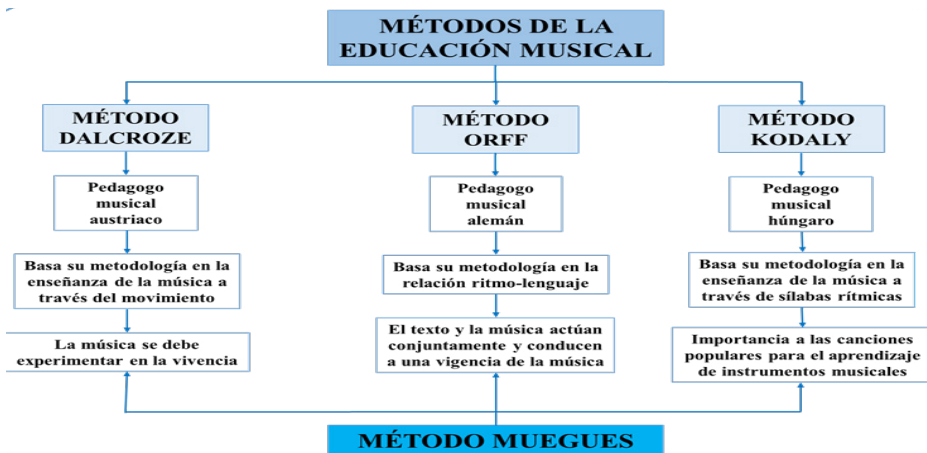 MÉTODOS DE LA
EDUCACIÓN MUSICAL
MÉTODO
DALCROZE
Pedagogo
musical
austriaco
Basa su metodología en la
enseñanza de la música a
través del movimiento
La música se debe
experimentar en la vivencia
MÉTODO
ORFF
Pedagogo
musical
alemán
Basa su metodología en la
relación ritmo-lenguaje
El texto y la música actúan
conjuntamente y conducen
a una vigencia de la música
MÉTODO
KODALY
Pedagogo
musical
húngaro
Basa su metodología en la
enseñanza de la música a
través de sílabas rítmicas
Importancia a las canciones
populares para el aprendizaje
de instrumentos musicales
MÉTODO MUEGUES